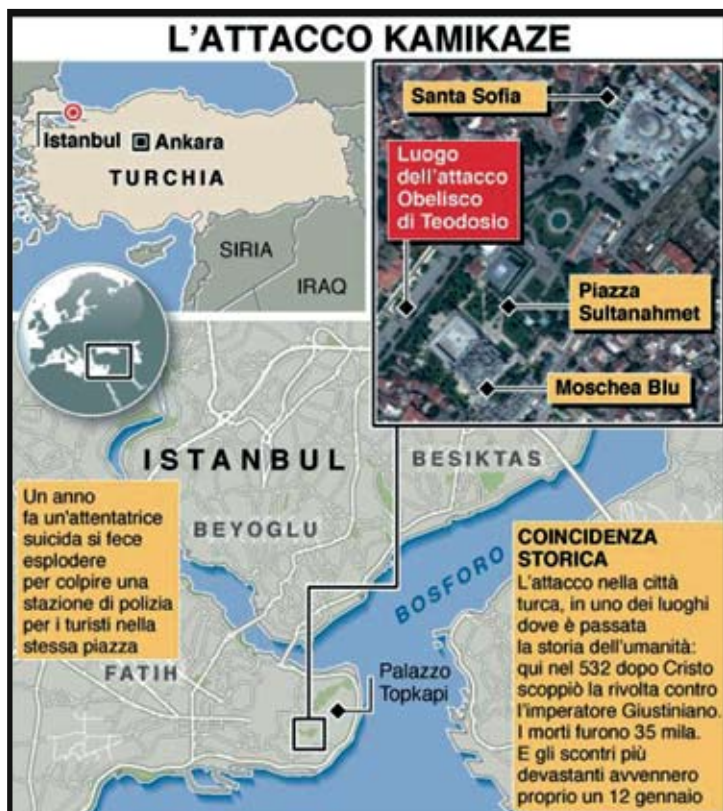 L'ATTACCO KAMIKAZE
Istanbul
Ankara
TURCHIA
SIRIA
IRAQ
Santa Sofia
Luogo
dell'attacco
Obelisco
di Teodosio
Piazza
Sultanahmet
Moschea Blu
ISTANBUL
BESIKTAS
BEYOGLU
BOSFORO
FATIH
Palazzo
Topkapi
Un anno
fa un'attentatrice
suicida si fece
esplodere
per colpire una
stazione di polizia
per i turisti nella
stessa piazza
COINCIDENZA
STORICA
L'attacco nella città
turca, in uno dei luoghi
dove è passata
la storia dell'umanità:
qui nel 532 dopo Cristo
scoppiò la rivolta contro
l'imperatore Giustiniano.
I morti furono 35 mila.
E gli scontri più
devastanti avvennero
proprio un 12 gennaio